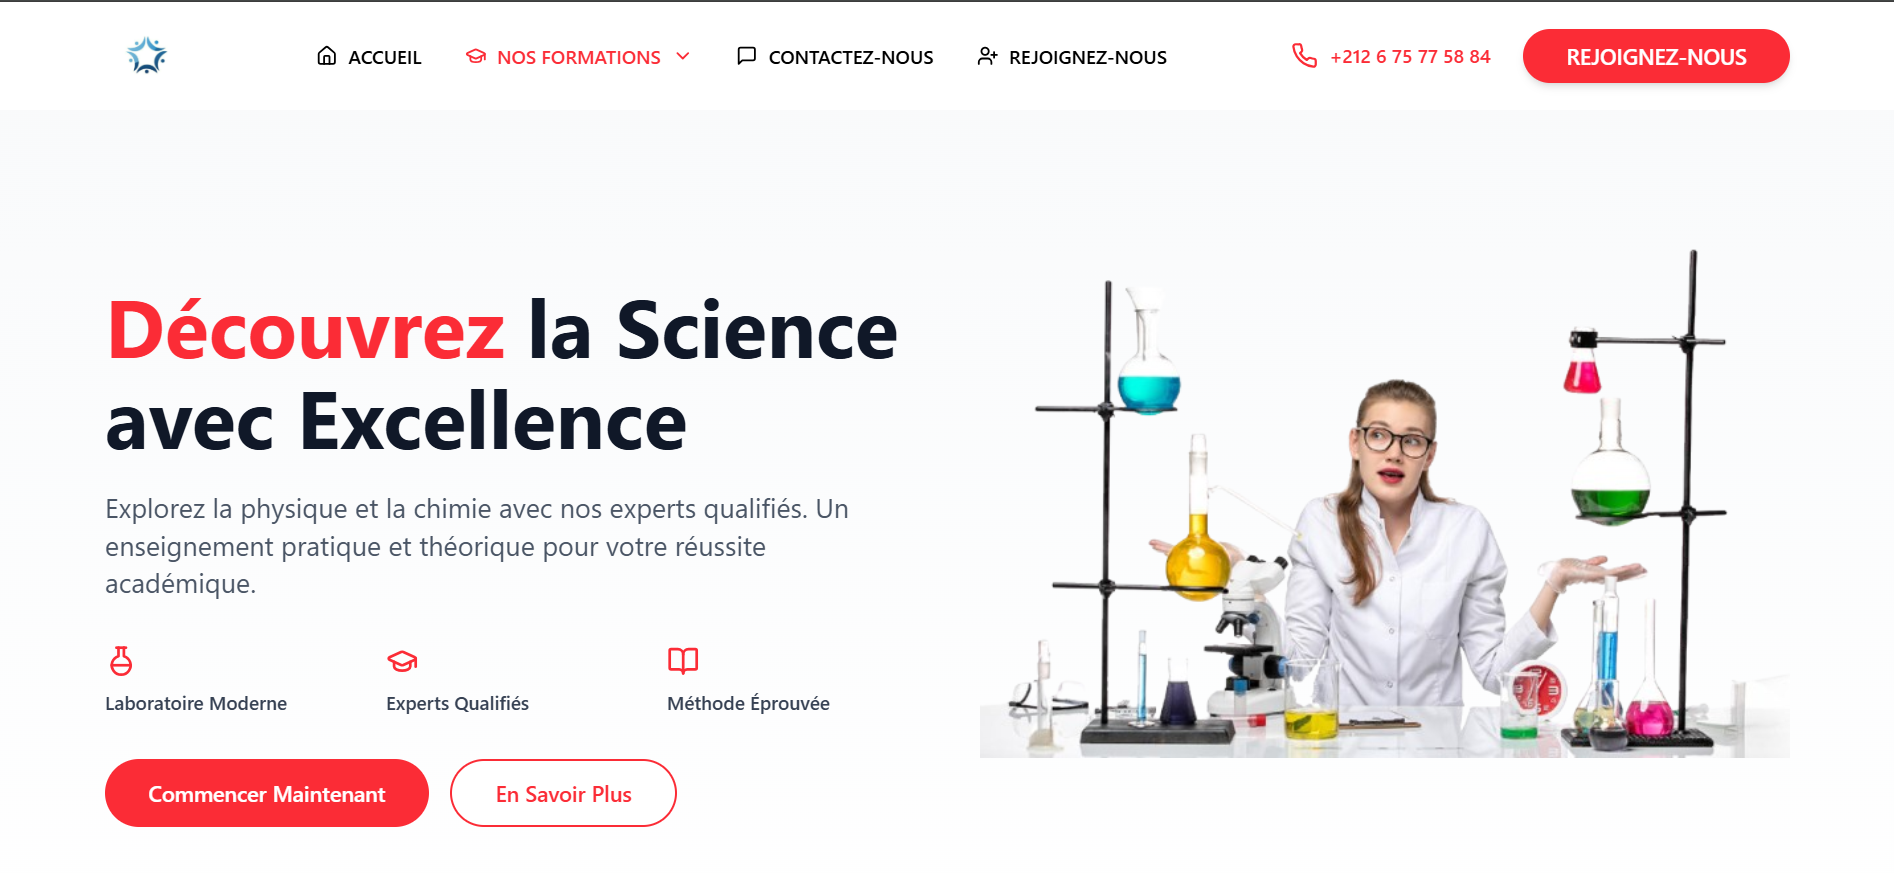 ACCUEIL
NOS FORMATIONS
CONTACTEZ-NOUS
REJOIGNEZ-NOUS
+212 6 75 77 58 84
REJOIGNEZ-NOUS
Découvrez la Science
avec Excellence
Explorez la physique et la chimie avec nos experts qualifiés. Un
enseignement pratique et théorique pour votre réussite
académique.
Laboratoire Moderne
Experts Qualifiés
Méthode Éprouvée
Commencer Maintenant
En Savoir Plus